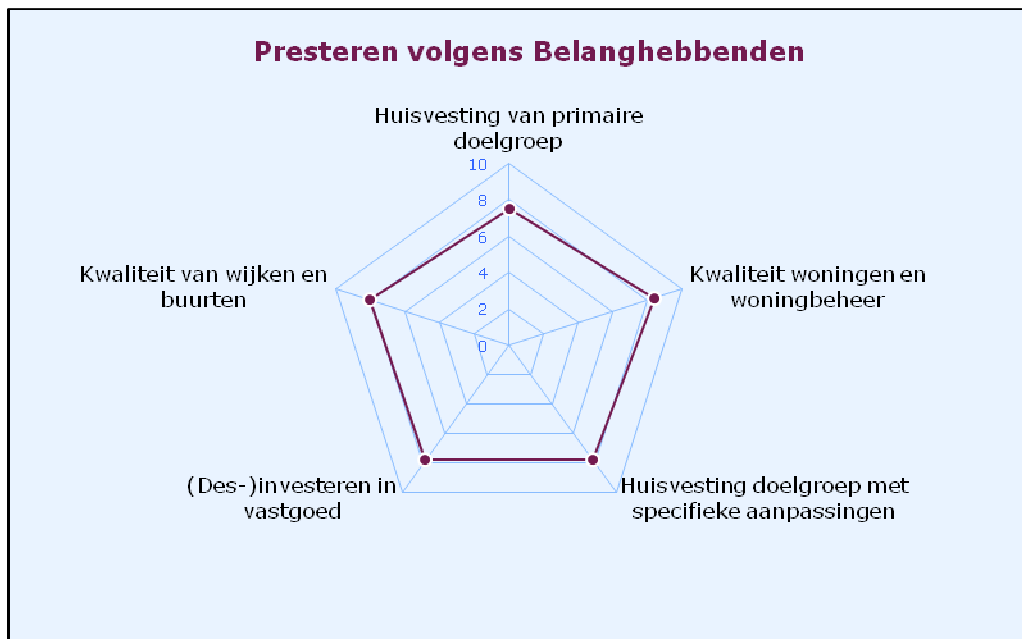 Presteren volgens Belanghebbenden
Huisvesting van primaire
doelgroep
10
8
6
4
2
0
Kwaliteit van wijken en
buurten
Kwaliteit woningen en
woningbeheer
(Des-)investeren in
vastgoed
Huisvesting doelgroep met
specifieke aanpassingen